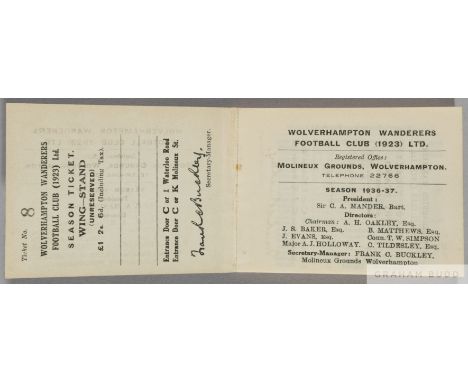 Ticket No. 8
WOLVERHAMPTON WANDERERS
FOOTBALL CLUB (1923) Ltd.
SEASON TICKET.
WING-STAND
(UNRESERVED)
£1 2s. 6d. (Including Tax).
Entrance Door C or 1 Waterloo Road
Entrance Door C or K Molineux St.
Frank Buckley.
Secretary Manager.
WOLVERHAMPTON WANDERERS
FOOTBALL CLUB (1923) LTD.
Registered Office:
MOLINEUX GROUNDS, WOLVERHAMPTON.
TELEPHONE 22766
SEASON 1936-37.
President:
Sir C. A. MANDER, Bart.
Directors:
Chairman: A. H. OAKLEY, Esq.
J. S. BAKER, Esq. B. MATTHEWS, Esq.
J. EVANS, Esq. Coun. T. W. SIMPSON
Major A. J. HOLLOWAY. C. TILDESLEY, Esq.
Secretary-Manager: FRANK C. BUCKLEY,
Molineux Grounds Wolverhampton
GRAHAM BUDD